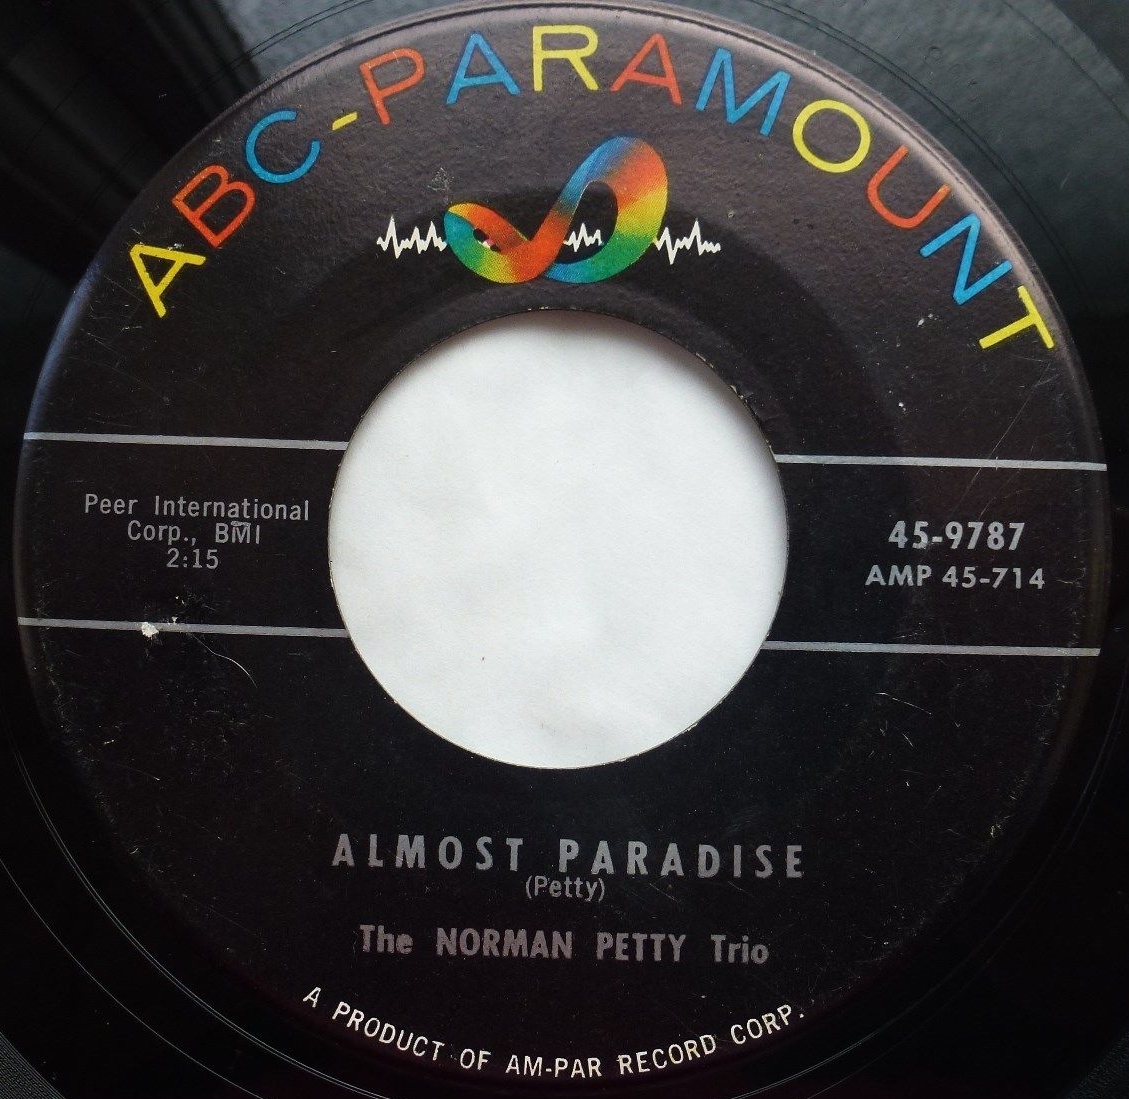 ABC-PARAMOUNT
Peer International
Corp., BMI
2:15
45-9787
AMP 45-714
ALMOST PARADISE
(Petty)
The NORMAN PETTY Trio
A PRODUCT OF AM-PAR RECORD CORP.